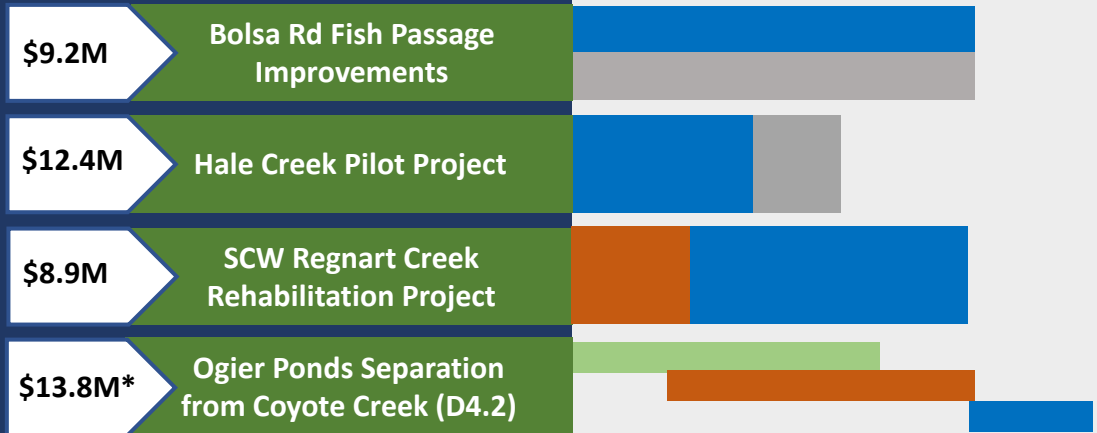 $9.2M
Bolsa Rd Fish Passage
Improvements
$12.4M
Hale Creek Pilot Project
$8.9M
SCW Regnart Creek
Rehabilitation Project
$13.8M*
Ogier Ponds Separation
from Coyote Creek (D4.2)